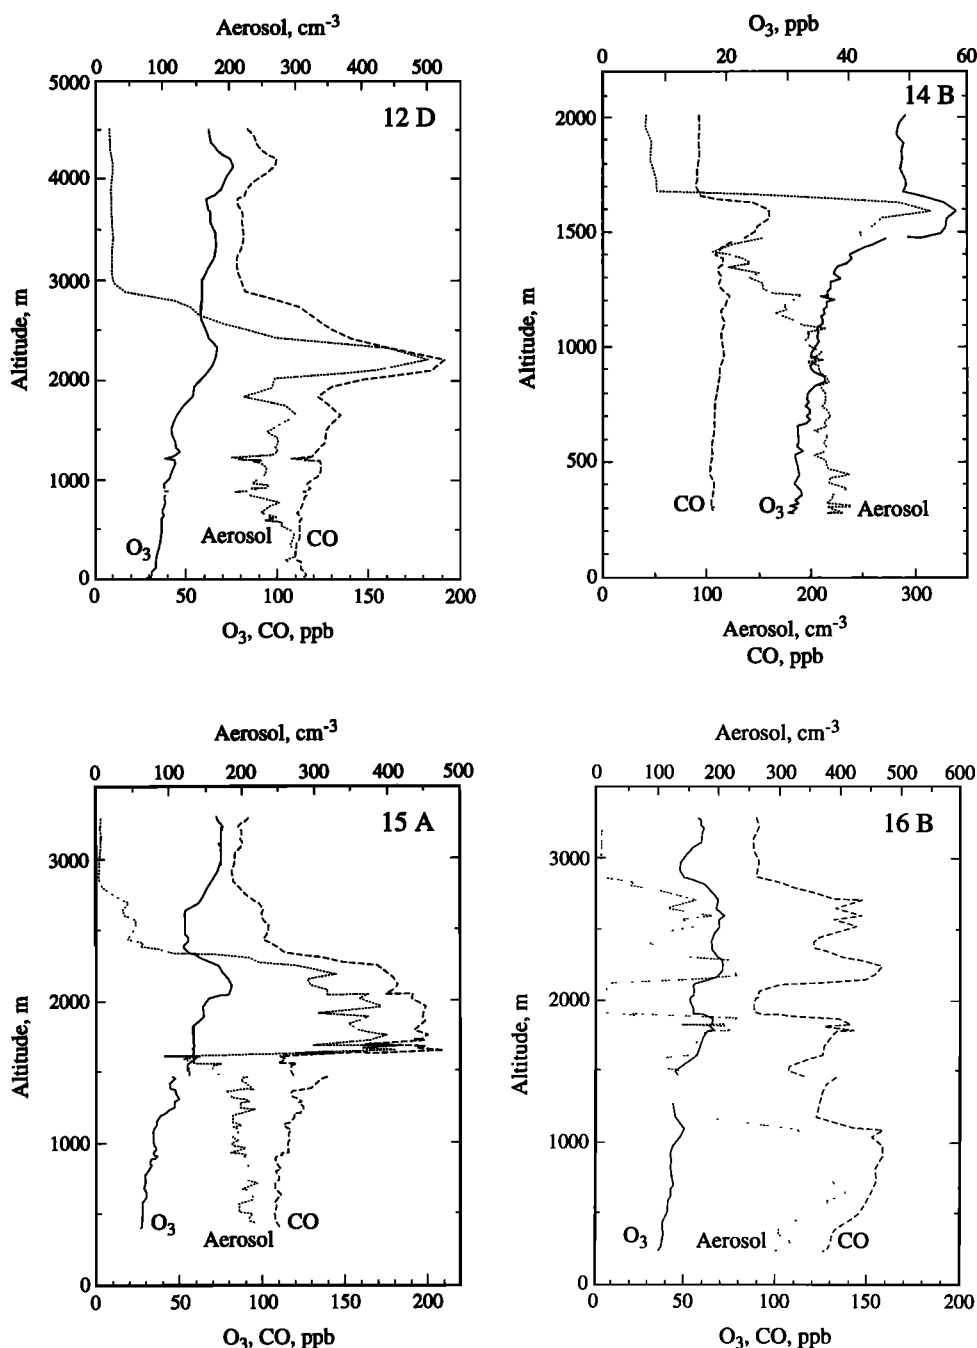 Aerosol, cm-3
0 100 200 300 400 500
5000
4000
3000
2000
1000
0
Altitude, m
12 D
O3
Aerosol
CO
0 50 100 150 200
O3, CO, ppb
O3, ppb
0 20 40 60
2000
1500
1000
500
0
Altitude, m
14 B
CO
O3
Aerosol
0 100 200 300
Aerosol, cm-3
CO, ppb
Aerosol, cm-3
0 100 200 300 400 500
3000
2000
1000
0
Altitude, m
15 A
O3
Aerosol
CO
0 50 100 150 200
O3, CO, ppb
Aerosol, cm-3
0 100 200 300 400 500 600
3000
2000
1000
0
Altitude, m
16 B
O3
Aerosol
CO
0 50 100 150 200
O3, CO, ppb